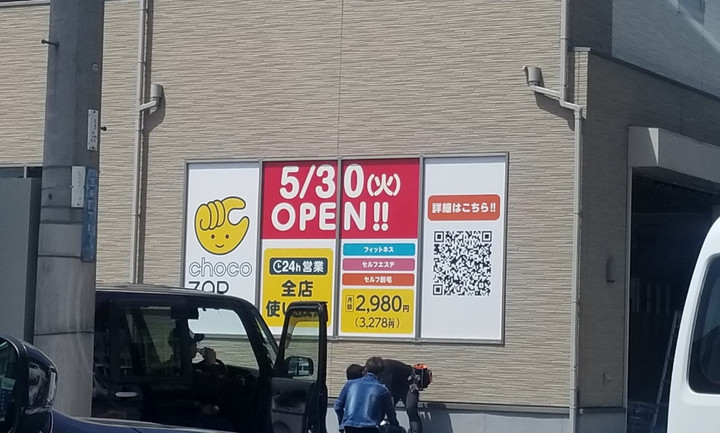 choco
ZAP
5/30(火)
OPEN!!
24h営業
全店
使い
フィットネス
セルフエステ
セルフ脱毛
月額2,980円
(3,278円)
詳細はこちら!!